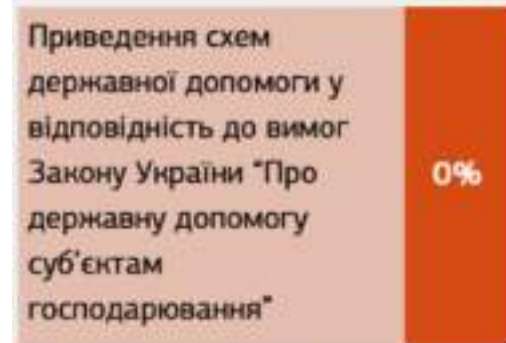 Приведення схем
державної допомоги у
відповідність до вимог
Закону України "Про
державну допомогу
суб'єктам
господарювання"
0%